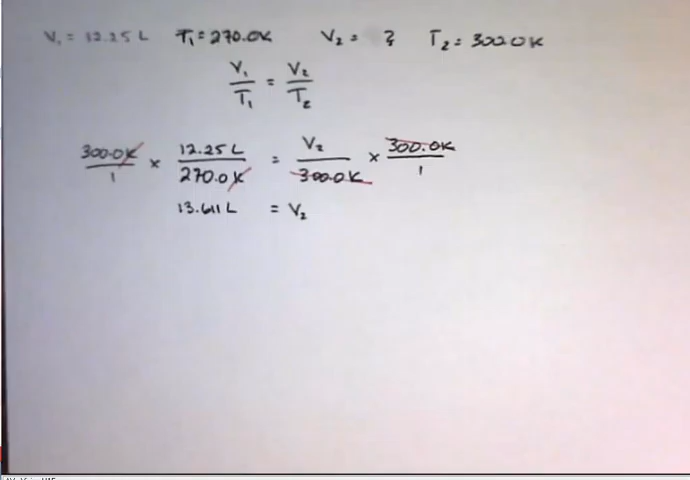 V₁ = 12.25 L T₁ = 270.0K V₂ = ? T₂ = 300.0K
V₁/T₁ = V₂/T₂
300.0K/1 × 12.25 L/270.0K = V₂/300.0K × 300.0K/1
13.611 L = V₂